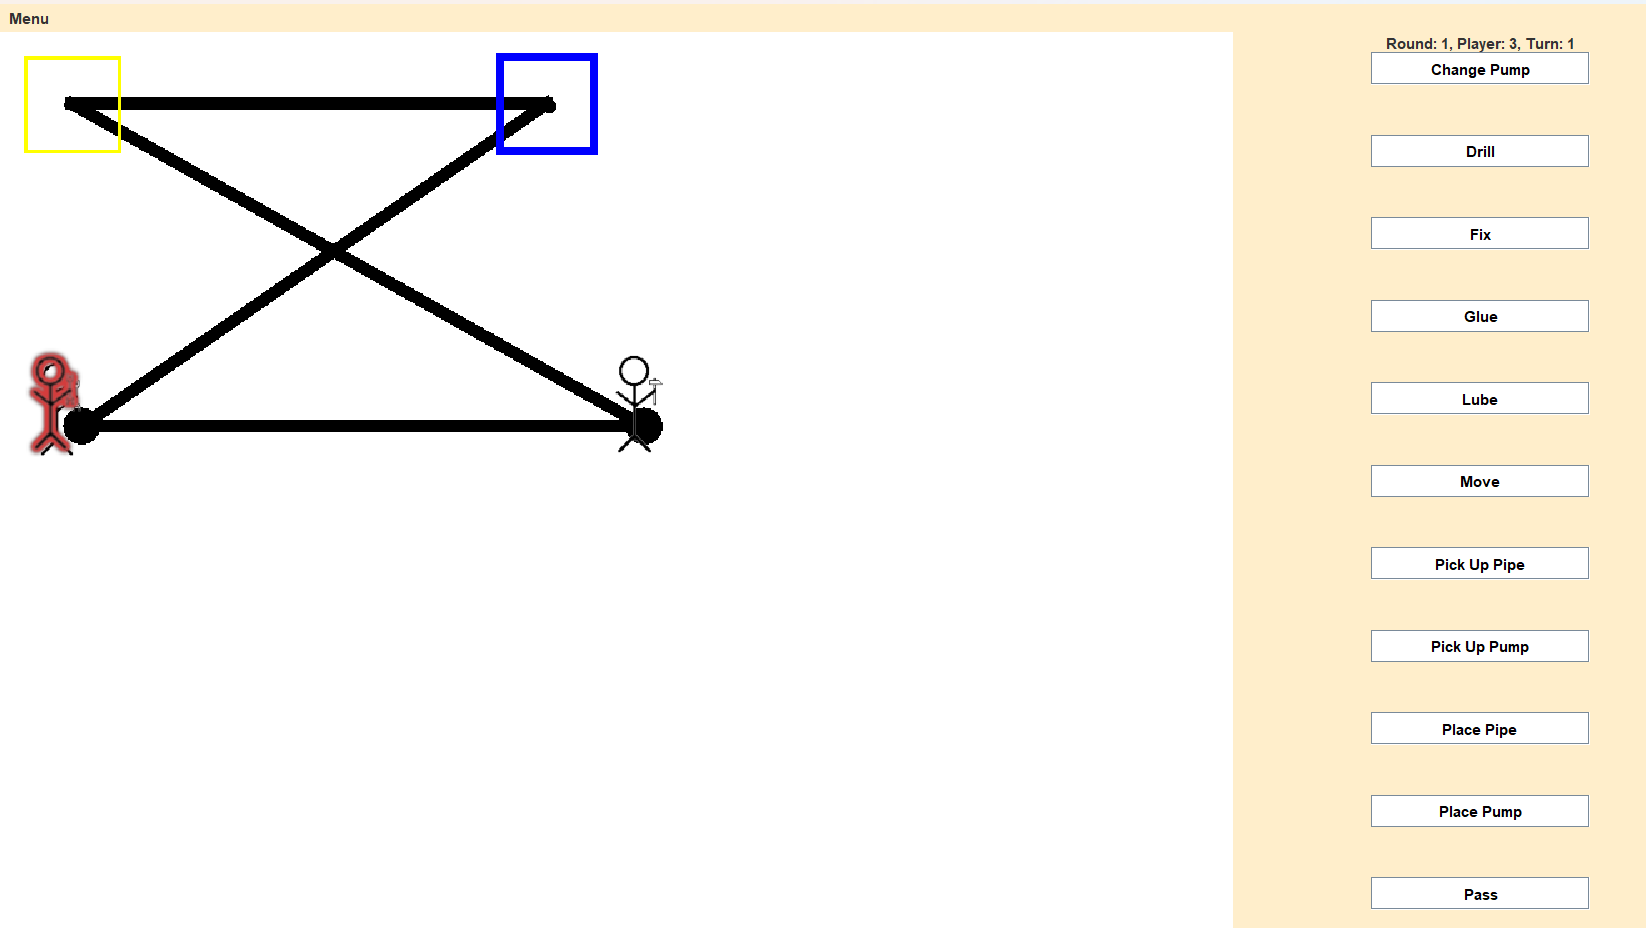 Menu
Round: 1, Player: 3, Turn: 1
Change Pump
Drill
Fix
Glue
Lube
Move
Pick Up Pipe
Pick Up Pump
Place Pipe
Place Pump
Pass